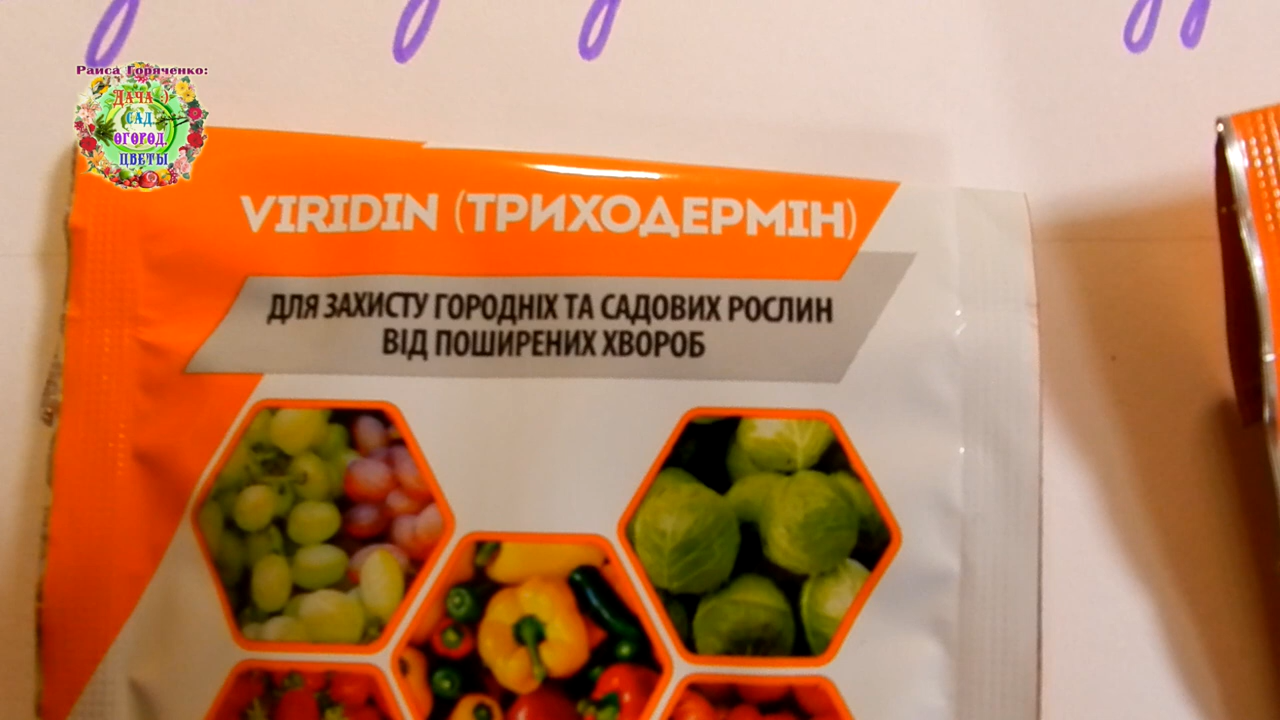 Раиса Горяченко:
ДАЧА :)
САД.
ОГОРОД.
ЦВЕТЫ
VIRIDIN (ТРИХОДЕРМІН)
ДЛЯ ЗАХИСТУ ГОРОДНІХ ТА САДОВИХ РОСЛИН
ВІД ПОШИРЕНИХ ХВОРОБ